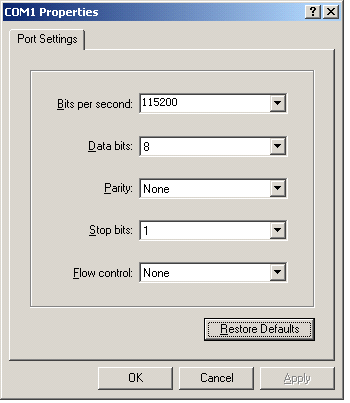 COM1 Properties
Port Settings
Bits per second: 115200
Data bits: 8
Parity: None
Stop bits: 1
Flow control: None
Restore Defaults
OK Cancel Apply